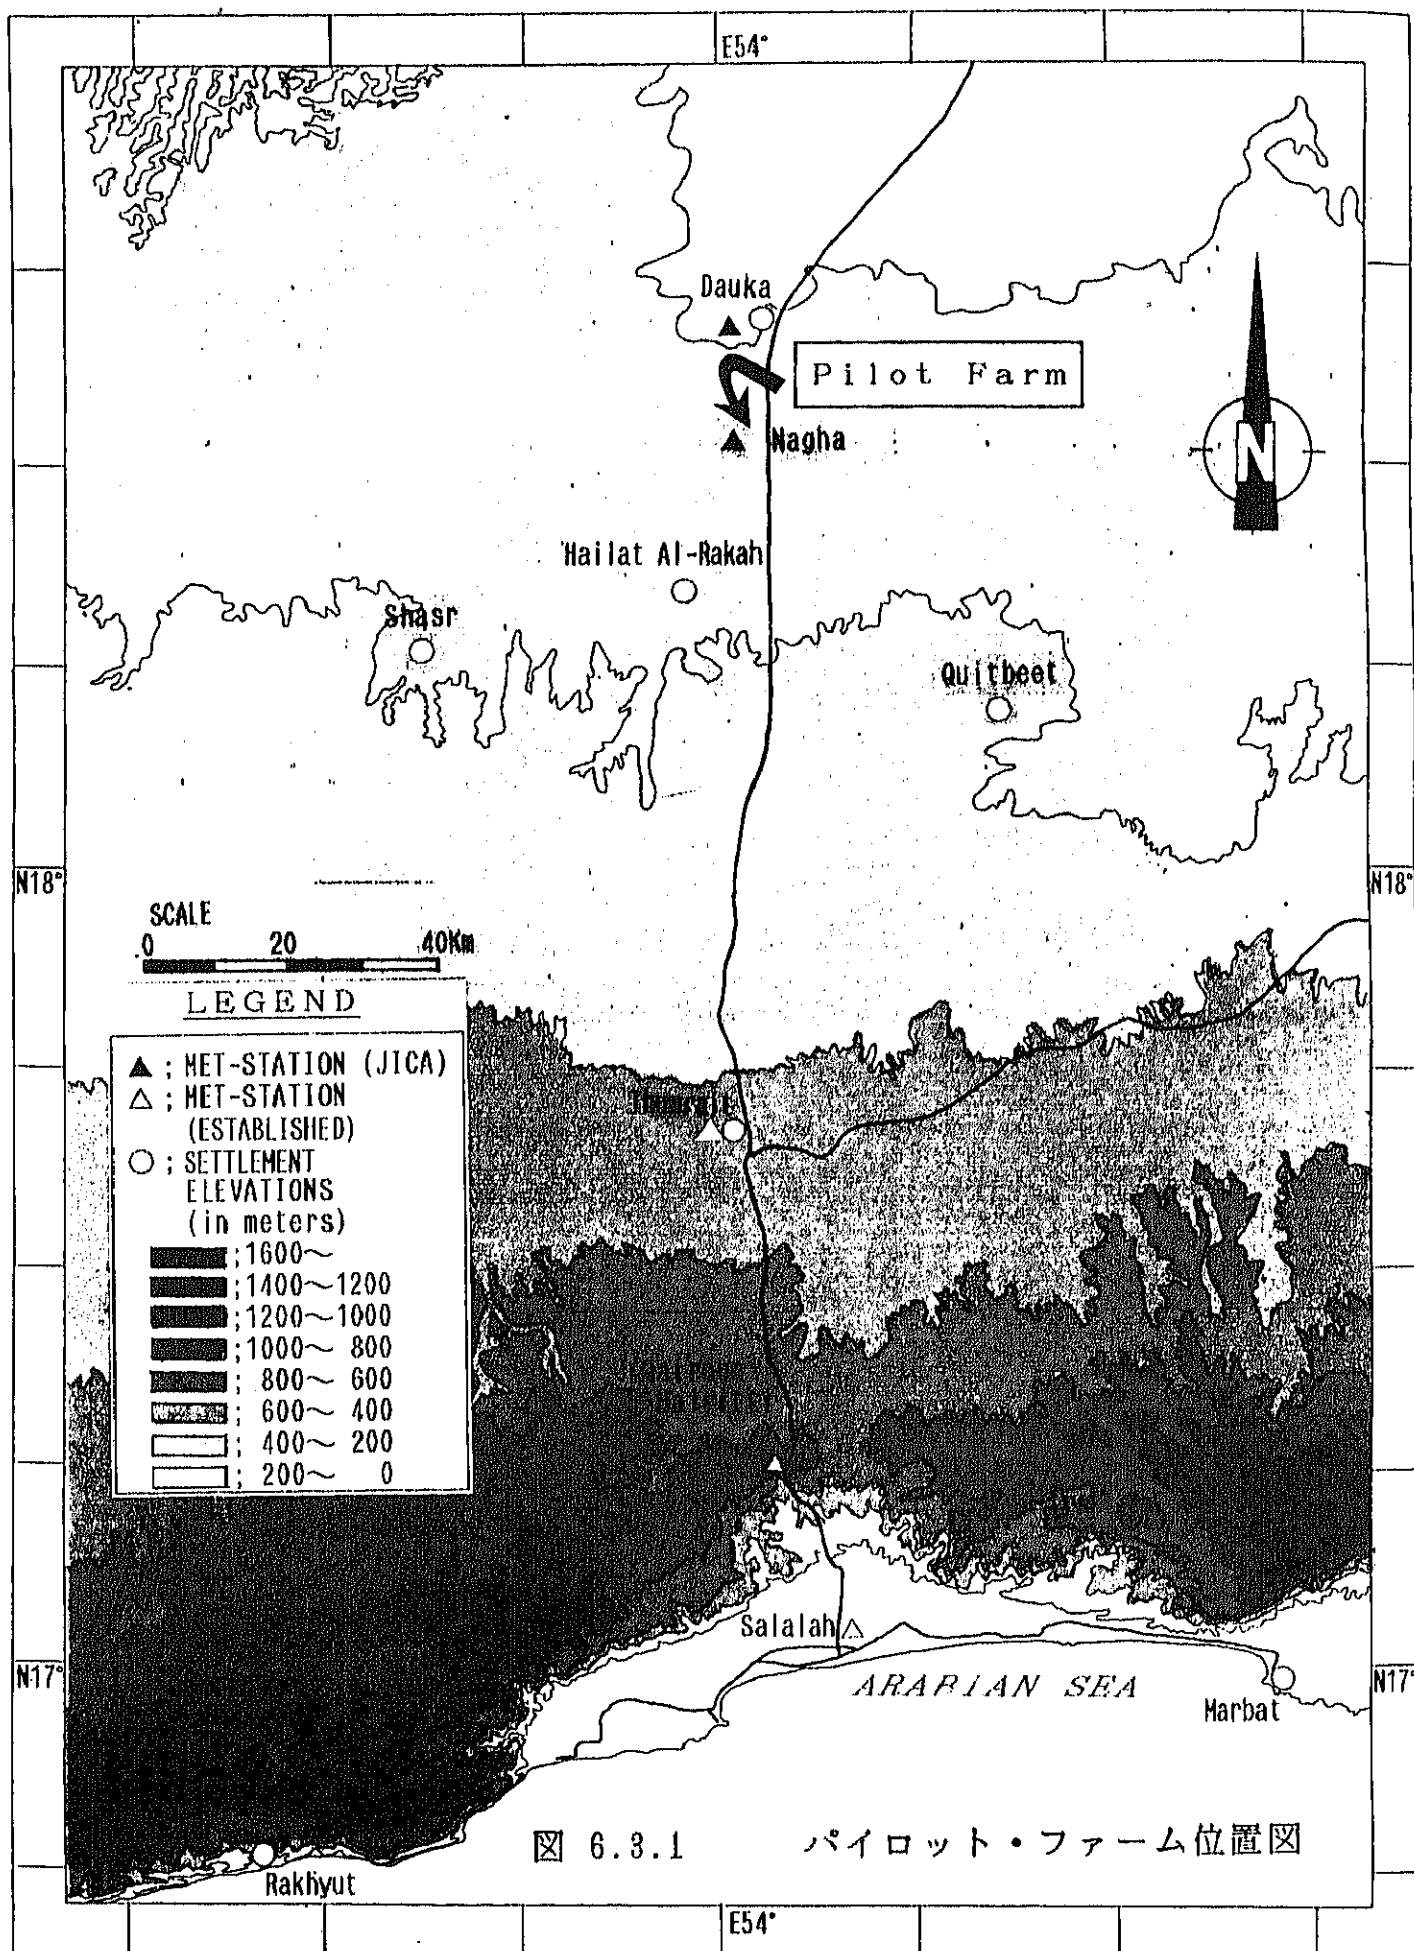 E54°
Dauka
Pilot Farm
Nagha
Hailat Al-Rakah
Shasr
Quitbeet
N18°
N18°
SCALE
0 20 40Km
LEGEND
▲ ; MET-STATION (JICA)
△ ; MET-STATION
(ESTABLISHED)
○ ; SETTLEMENT
ELEVATIONS
(in meters)
; 1600~
; 1400~1200
; 1200~1000
; 1000~ 800
; 800~ 600
; 600~ 400
; 400~ 200
; 200~ 0
N
Salalah
N17°
ARABIAN SEA
N17°
Marbat
図 6.3.1 パイロット・ファーム位置図
Rakhyut
E54°